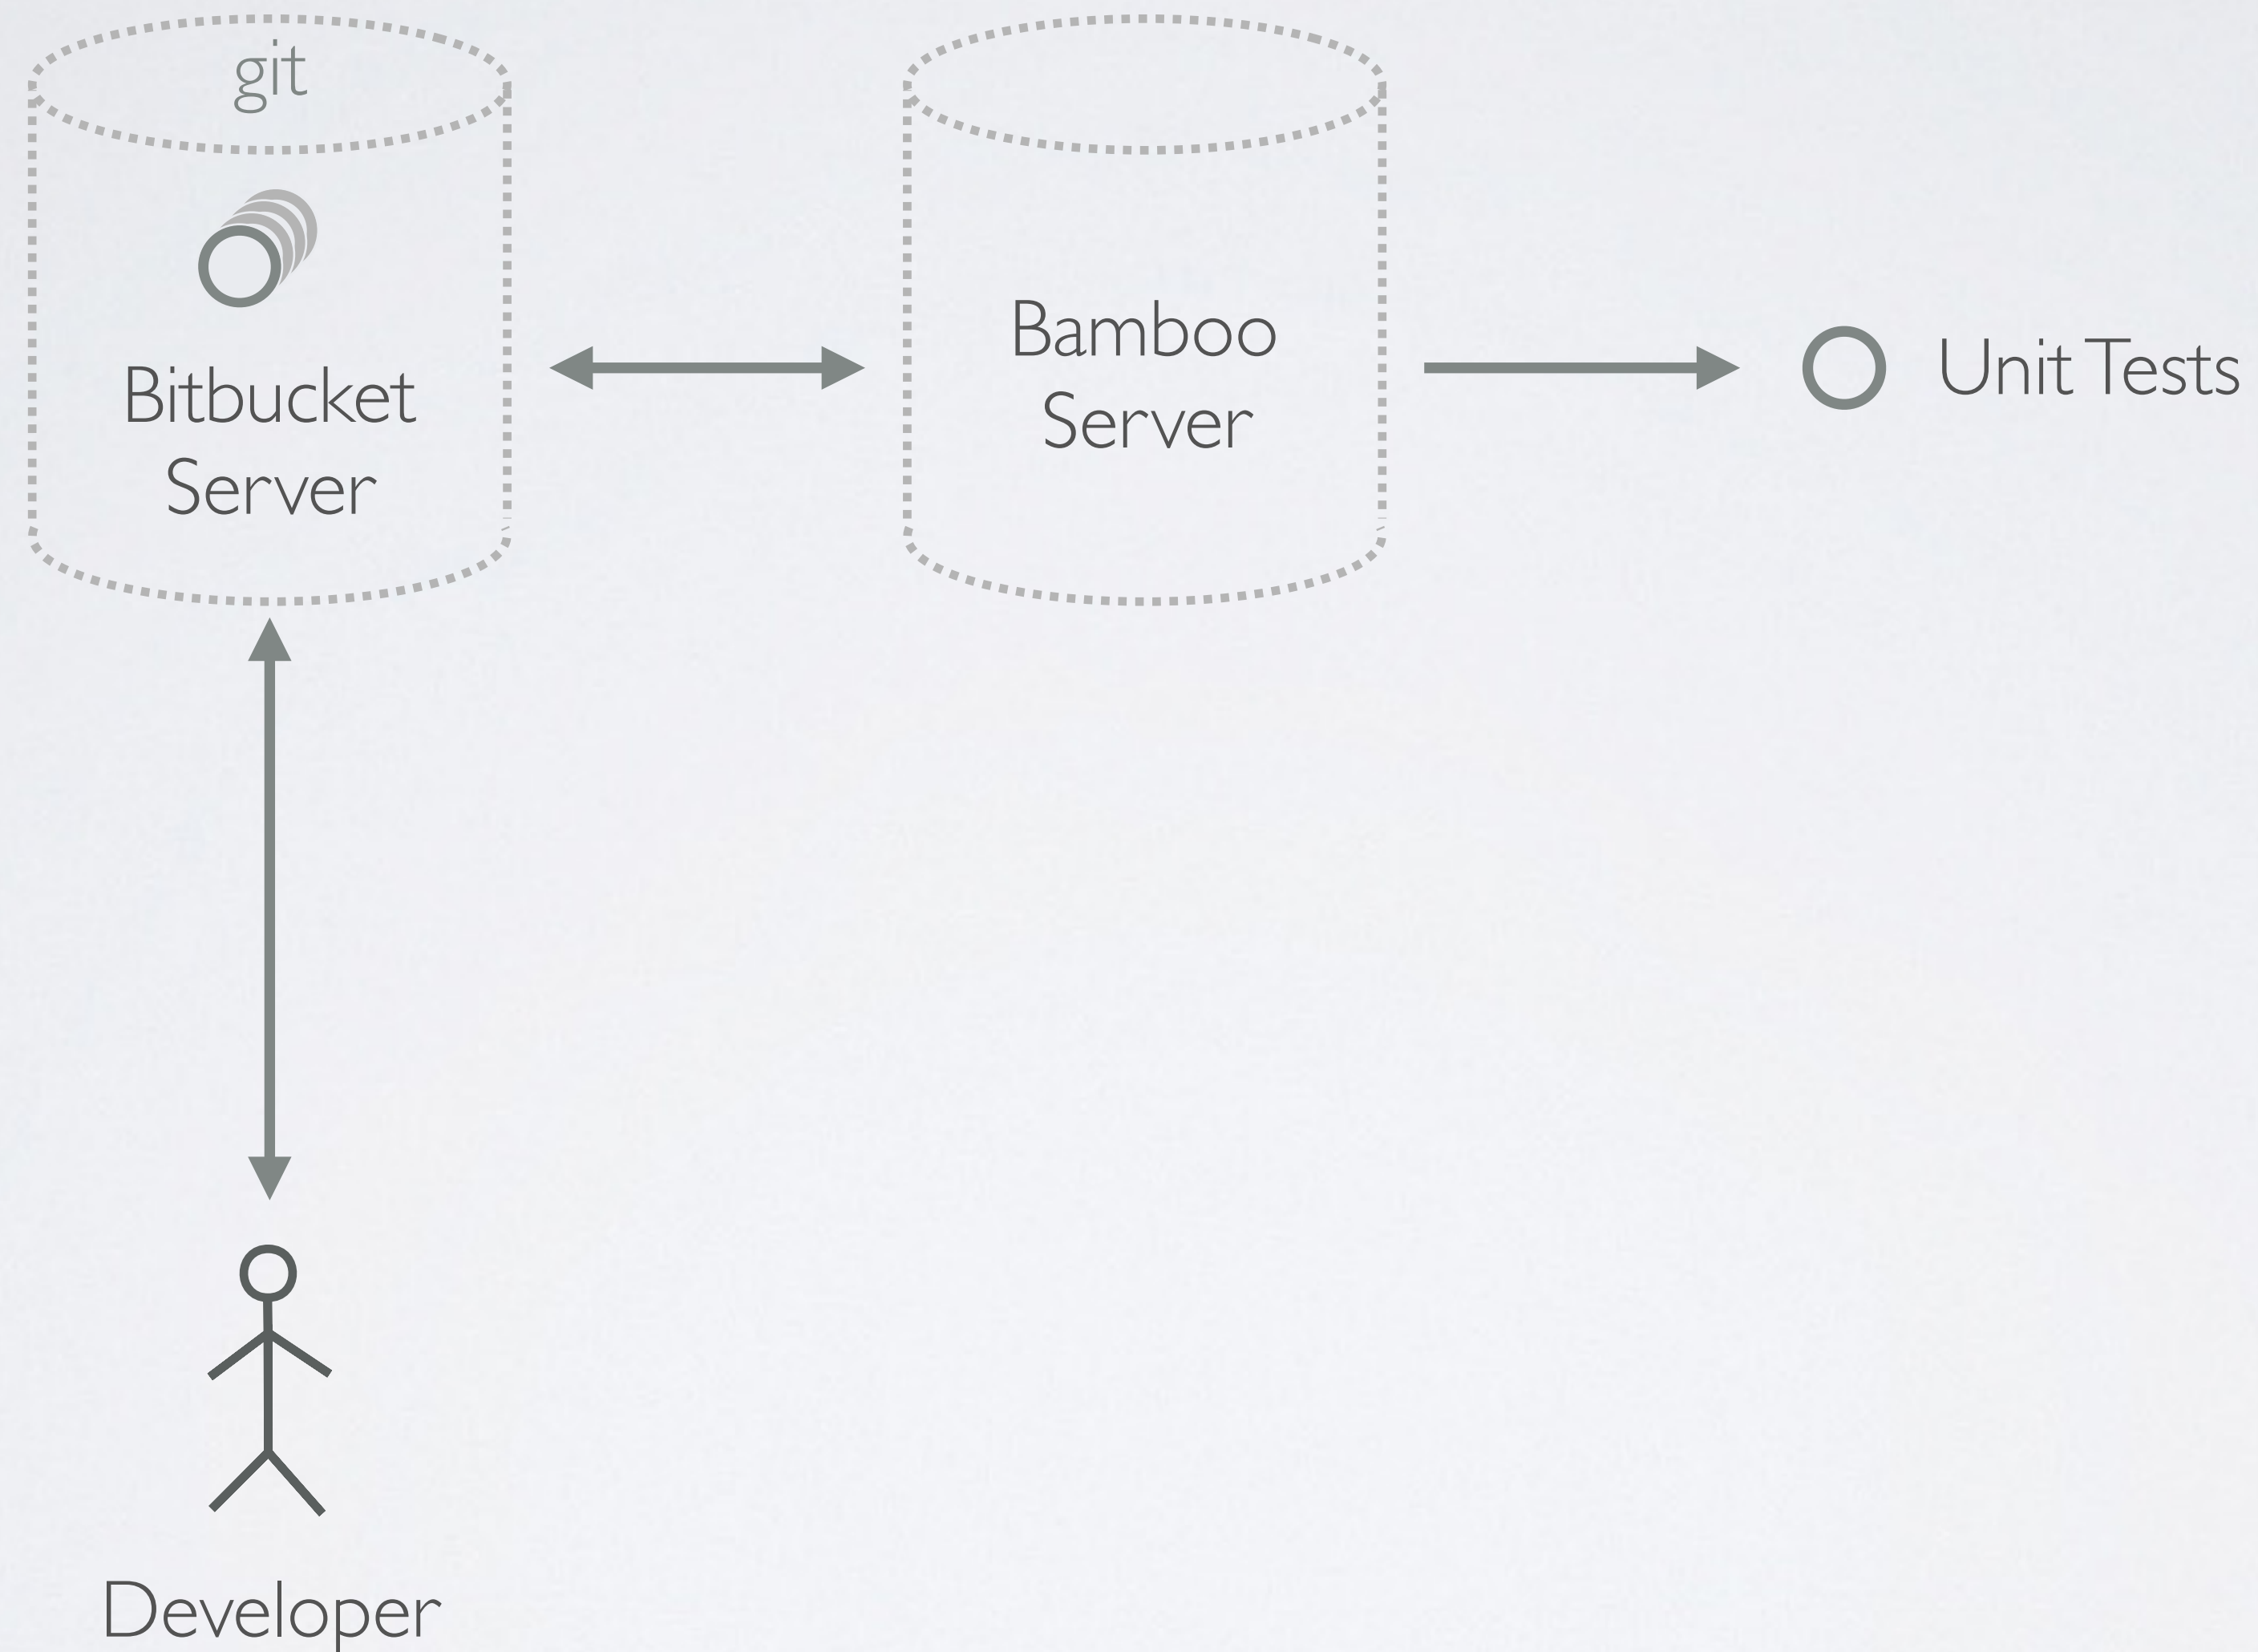 git
Bitbucket
Server
Bamboo
Server
Unit Tests
Developer